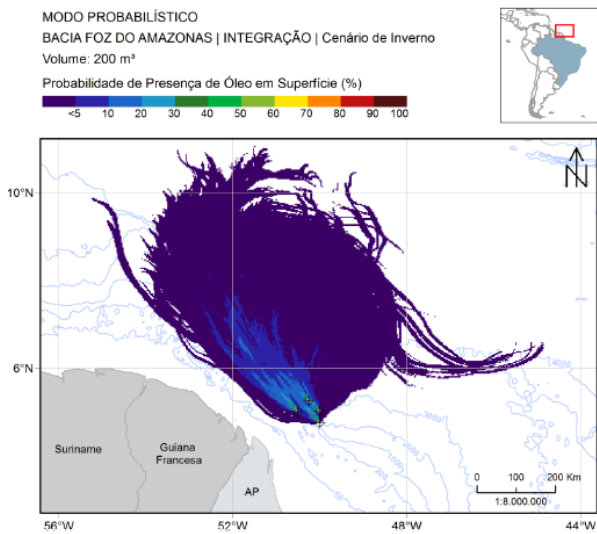 MODO PROBABILÍSTICO
BACIA FOZ DO AMAZONAS | INTEGRAÇÃO | Cenário de Inverno
Volume: 200 m³
Probabilidade de Presença de Óleo em Superfície (%)
<5 10 20 30 40 50 60 70 80 90 100
N
10°N
6°N
4000
2000
Suriname
Guiana
Francesa
AP
0 100 200 Km
1:8.000.000
56°W 52°W 48°W 44°W